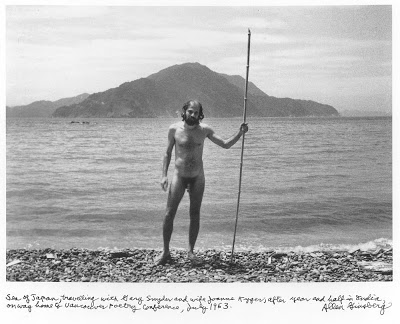 Sea of Japan, traveling with Gary Snyder and wife Joanne Kyger, after year and half in India,
on way home to Vancouver Poetry Conference, July 1963. Allen Ginsberg